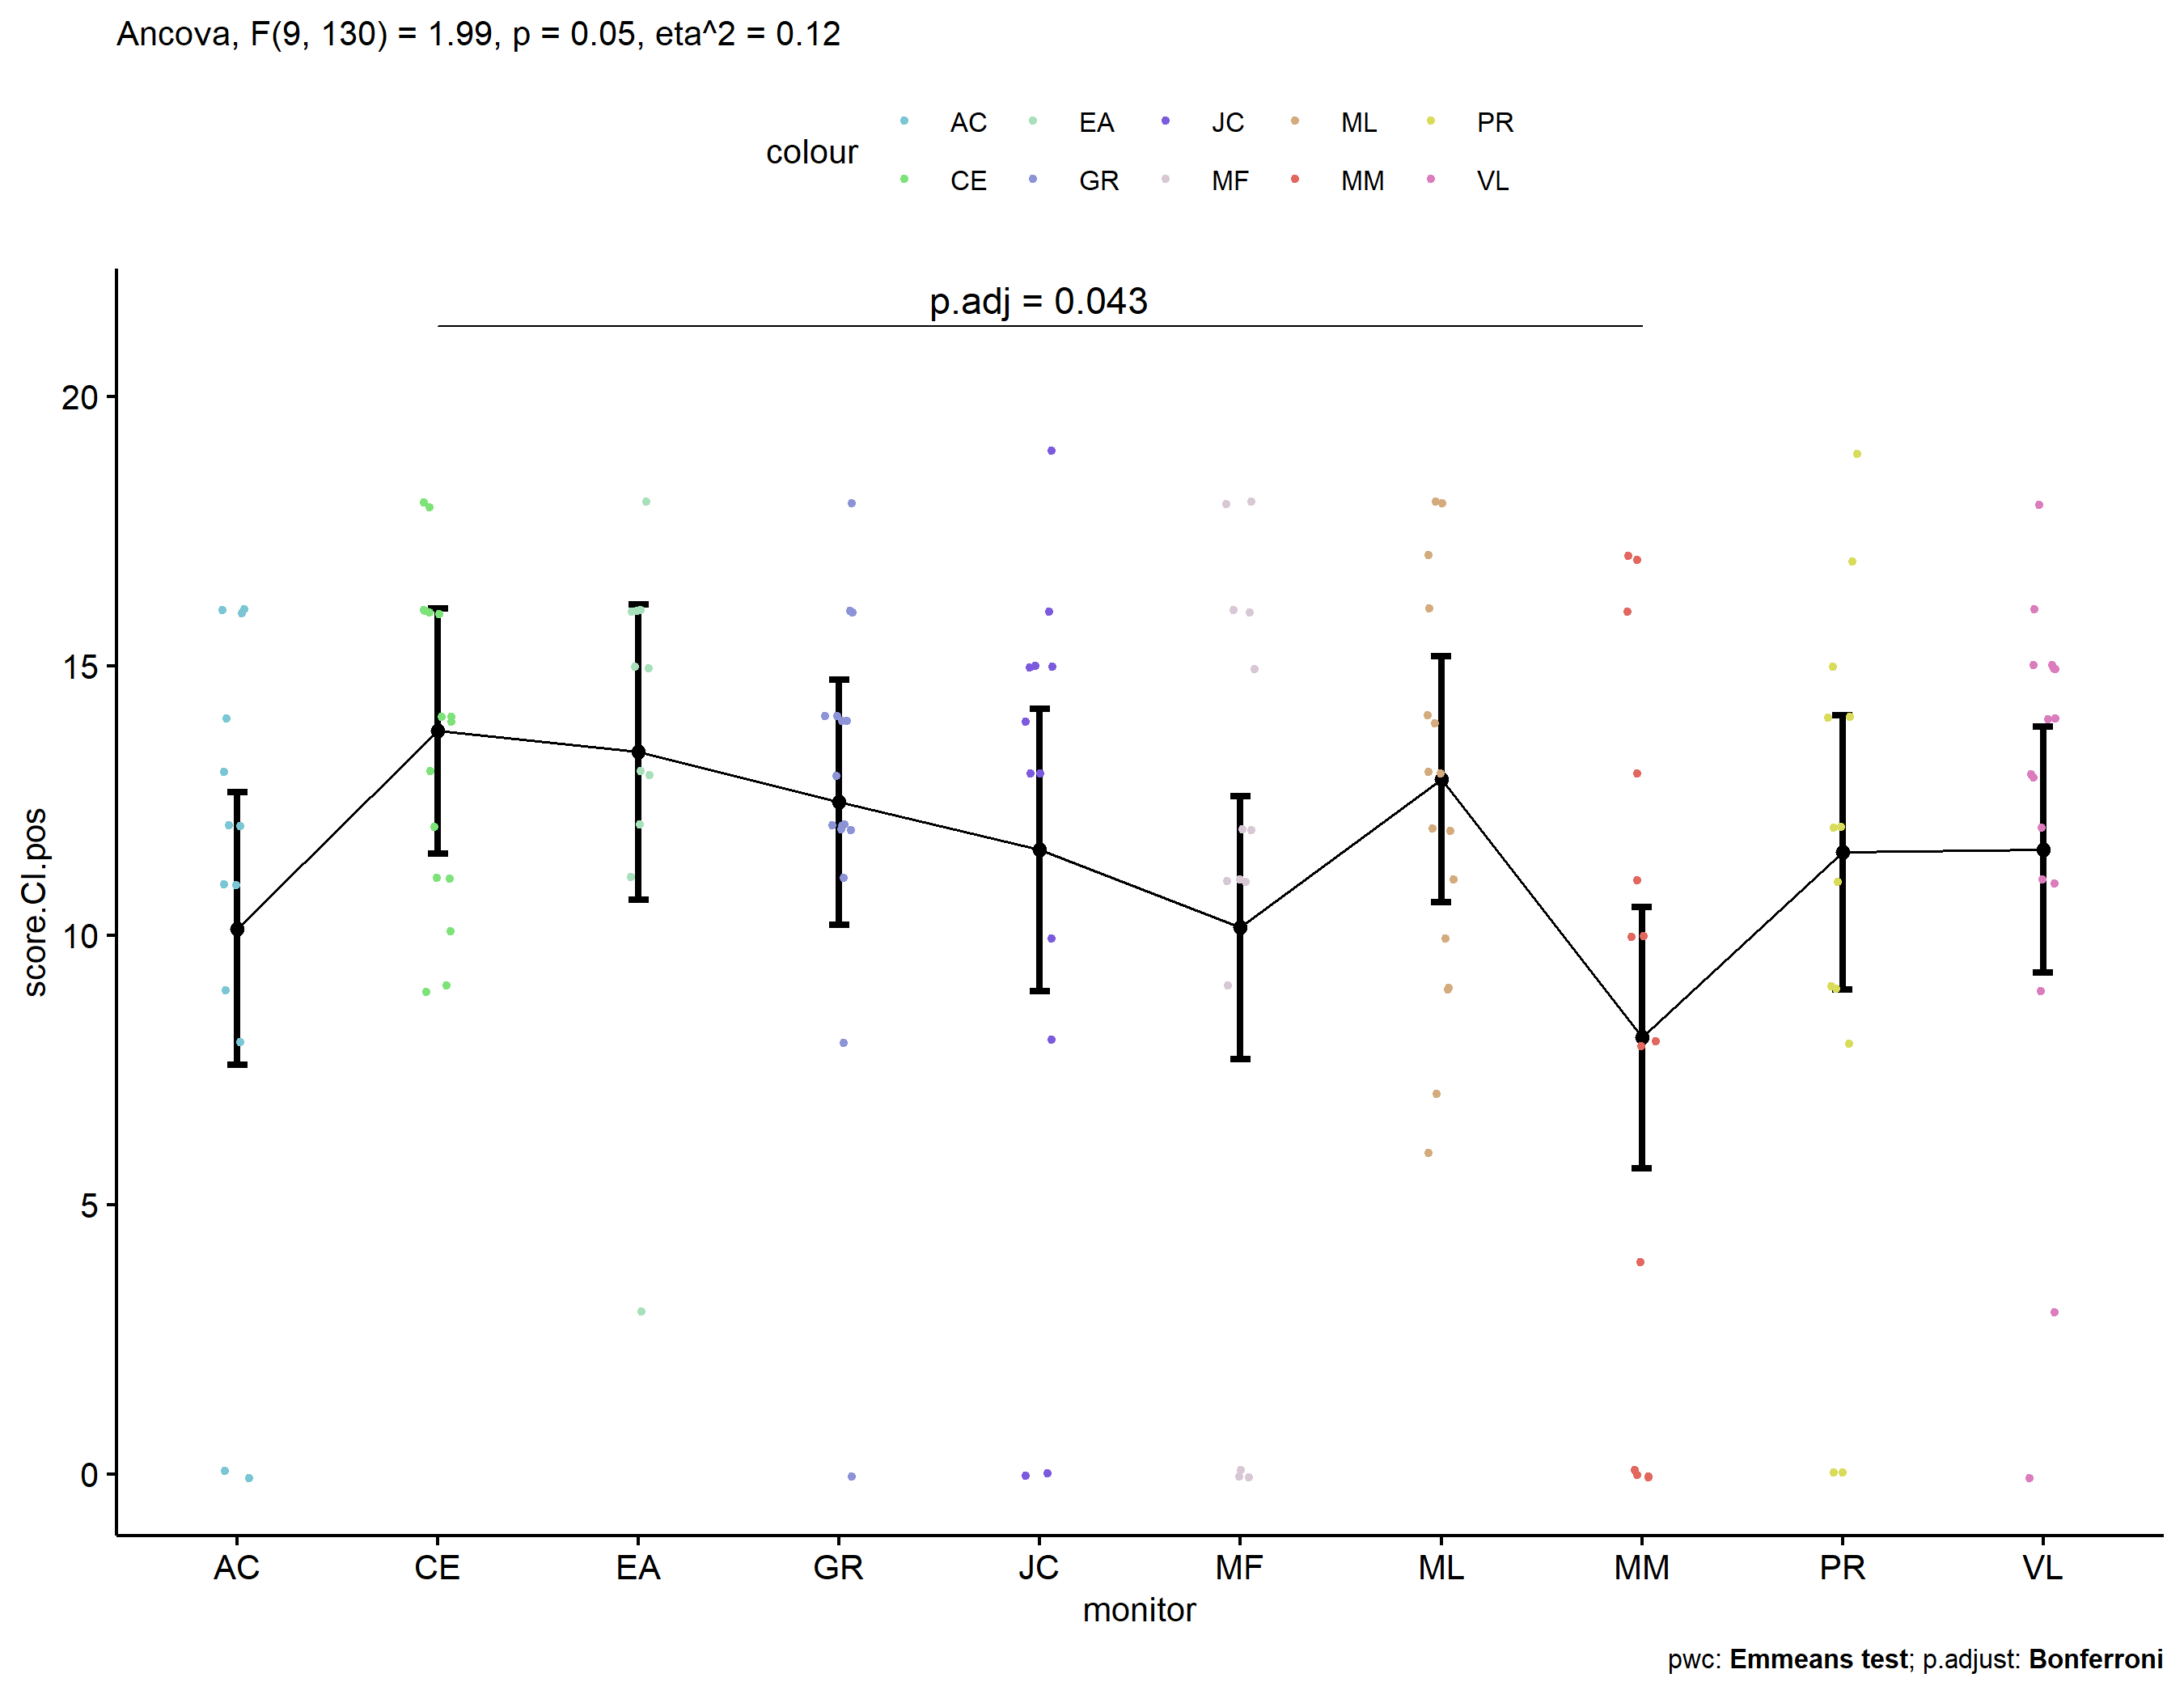 Ancova, F(9, 130) = 1.99, p = 0.05, eta^2 = 0.12
colour
AC EA JC ML PR
CE GR MF MM VL
p.adj = 0.043
score.CI.pos
20
15
10
5
0
AC CE EA GR JC MF ML MM PR VL
monitor
pwc: Emmeans test; p.adjust: Bonferroni